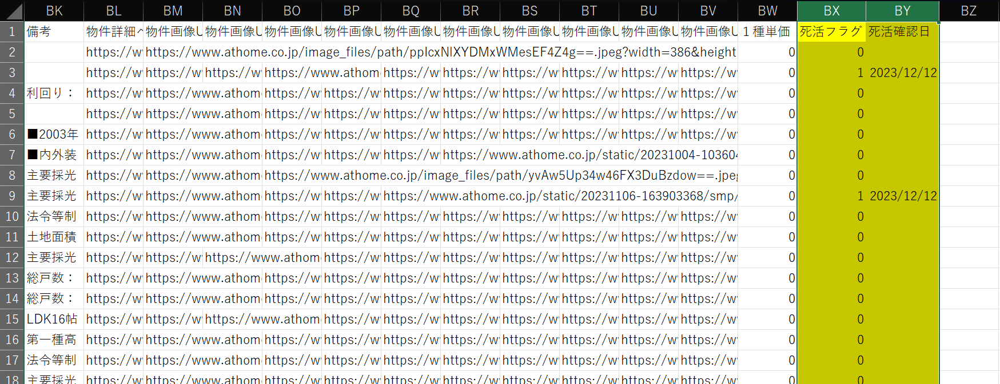 BK BL BM BN BO BP BQ BR BS BT BU BV BW BX BY BZ
1 備考 物件詳細へ 物件画像U 物件画像U 物件画像U 物件画像U 物件画像U 物件画像U 物件画像U 物件画像U 物件画像U 物件画像U 1種単価 死活フラグ 死活確認日
2 https://w https://www.athome.co.jp/image_files/path/ppIcxNIXYDMxWMesEF4Z4g==.jpeg?width=386&height 0 0
3 https://w https://w https://w https://www.athom https://w https://w https://w https://w https://w https://w 0 1 2023/12/12
4 利回り： https://w https://www.athom https://w https://w https://w https://w https://w https://w https://w https://w 0 0
5 https://w https://www.athom https://w https://w https://w https://w https://w https://w https://w https://w 0 0
6 ■2003年 https://w https://www.athom https://w https://w https://w https://w https://w https://w https://w https://w 0 0
7 ■内外装 https://w https://www.athom https://w https://w https://w https://www.athome.co.jp/static/20231004-103604 0 0
8 主要採光 https://w https://www.athom https://www.athome.co.jp/image_files/path/yvAw5Up34w46FX3DuBzdow==.jpeg 0 0
9 主要採光 https://w https://www.athom https://w https://w https://www.athome.co.jp/static/20231106-163903368/smp/ 0 1 2023/12/12
10 法令等制 https://w https://www.athom https://w https://w https://w https://w https://w https://w https://w https://w 0 0
11 土地面積 https://w https://www.athom https://w https://w https://w https://w https://w https://w https://w https://w 0 0
12 主要採光 https://w https://w https://www.athom https://w https://w https://w https://w https://w https://w https://w 0 0
13 総戸数： https://w https://www.athom https://w https://w https://w https://w https://w https://w https://w https://w 0 0
14 総戸数： https://w https://www.athom https://w https://w https://w https://w https://w https://w https://w https://w 0 0
15 LDK16帖 https://w https://w https://www.athom https://w https://w https://w https://w https://w https://w https://w 0 0
16 第一種高 https://w https://www.athom https://w https://w https://w https://w https://w https://w https://w https://w 0 0
17 法令等制 https://w https://www.athom https://w https://w https://w https://w https://w https://w https://w https://w 0 0
18 主要採光 https://w https://www.athom https://w https://w https://w https://w https://w https://w https://w https://w 0 0